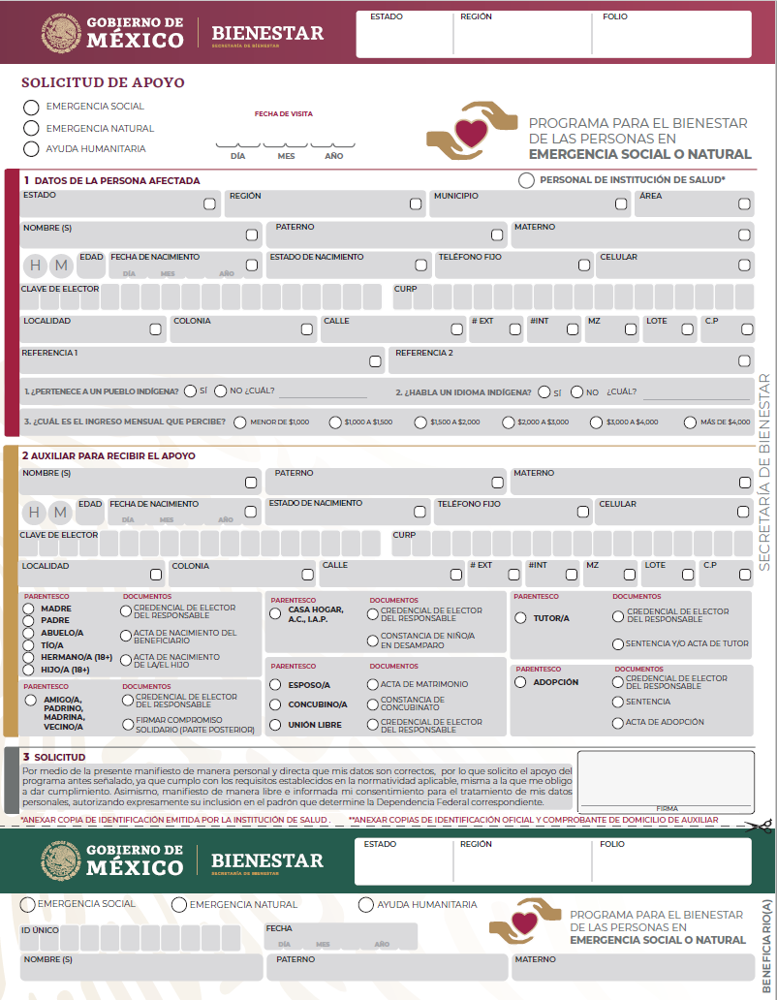 GOBIERNO DE
MÉXICO
BIENESTAR
SECRETARÍA DE BIENESTAR
ESTADO REGIÓN FOLIO
SOLICITUD DE APOYO
EMERGENCIA SOCIAL
EMERGENCIA NATURAL
AYUDA HUMANITARIA
FECHA DE VISITA
DÍA MES AÑO
PROGRAMA PARA EL BIENESTAR
DE LAS PERSONAS EN
EMERGENCIA SOCIAL O NATURAL
1 DATOS DE LA PERSONA AFECTADA
PERSONAL DE INSTITUCIÓN DE SALUD*
ESTADO REGIÓN MUNICIPIO ÁREA
NOMBRE (S) PATERNO MATERNO
H M EDAD FECHA DE NACIMIENTO ESTADO DE NACIMIENTO TELÉFONO FIJO CELULAR
DÍA MES AÑO
CLAVE DE ELECTOR CURP
LOCALIDAD COLONIA CALLE # EXT #INT MZ LOTE C.P
REFERENCIA 1 REFERENCIA 2
1. ¿PERTENECE A UN PUEBLO INDÍGENA? SÍ NO ¿CUÁL? 2. ¿HABLA UN IDIOMA INDÍGENA? SÍ NO ¿CUÁL?
3. ¿CUÁL ES EL INGRESO MENSUAL QUE PERCIBE? MENOR DE $1,000 $1,000 A $1,500 $1,500 A $2,000 $2,000 A $3,000 $3,000 A $4,000 MÁS DE $4,000
SECRETARÍA DE BIENESTAR
2 AUXILIAR PARA RECIBIR EL APOYO
NOMBRE (S) PATERNO MATERNO
H M EDAD FECHA DE NACIMIENTO ESTADO DE NACIMIENTO TELÉFONO FIJO CELULAR
DÍA MES AÑO
CLAVE DE ELECTOR CURP
LOCALIDAD COLONIA CALLE # EXT #INT MZ LOTE C.P
PARENTESCO DOCUMENTOS
MADRE
PADRE
ABUELO/A
TÍO/A
HERMANO/A (18+)
HIJO/A (18+)
CREDENCIAL DE ELECTOR
DEL RESPONSABLE
ACTA DE NACIMIENTO DEL
BENEFICIARIO
ACTA DE NACIMIENTO
DE LA/EL HIJO
PARENTESCO DOCUMENTOS
AMIGO/A,
PADRINO,
MADRINA,
VECINO/A
CREDENCIAL DE ELECTOR
DEL RESPONSABLE
FIRMAR COMPROMISO
SOLIDARIO (PARTE POSTERIOR)
PARENTESCO DOCUMENTOS
CASA HOGAR,
A.C., I.A.P.
CREDENCIAL DE ELECTOR
DEL RESPONSABLE
CONSTANCIA DE NIÑO/A
EN DESAMPARO
PARENTESCO DOCUMENTOS
ESPOSO/A
CONCUBINO/A
UNIÓN LIBRE
ACTA DE MATRIMONIO
CONSTANCIA DE
CONCUBINATO
CREDENCIAL DE ELECTOR
DEL RESPONSABLE
PARENTESCO DOCUMENTOS
TUTOR/A
CREDENCIAL DE ELECTOR
DEL RESPONSABLE
SENTENCIA Y/O ACTA DE TUTOR
PARENTESCO DOCUMENTOS
ADOPCIÓN
CREDENCIAL DE ELECTOR
DEL RESPONSABLE
SENTENCIA
ACTA DE ADOPCIÓN
3 SOLICITUD
Por medio de la presente manifiesto de manera personal y directa que mis datos son correctos, por lo que solicito el apoyo del
programa antes señalado, ya que cumplo con los requisitos establecidos en la normatividad aplicable, misma a la que me obligo
a dar cumplimiento. Asimismo, manifiesto de manera libre e informada mi consentimiento para el tratamiento de mis datos
personales, autorizando expresamente su inclusión en el padrón que determine la Dependencia Federal correspondiente.
FIRMA
*ANEXAR COPIA DE IDENTIFICACIÓN EMITIDA POR LA INSTITUCIÓN DE SALUD . **ANEXAR COPIAS DE IDENTIFICACIÓN OFICIAL Y COMPROBANTE DE DOMICILIO DE AUXILIAR
GOBIERNO DE
MÉXICO
BIENESTAR
SECRETARÍA DE BIENESTAR
ESTADO REGIÓN FOLIO
EMERGENCIA SOCIAL EMERGENCIA NATURAL AYUDA HUMANITARIA
PROGRAMA PARA EL BIENESTAR
DE LAS PERSONAS EN
EMERGENCIA SOCIAL O NATURAL
ID ÚNICO FECHA
DÍA MES AÑO
NOMBRE (S) PATERNO MATERNO
BENEFICIARIO(A)